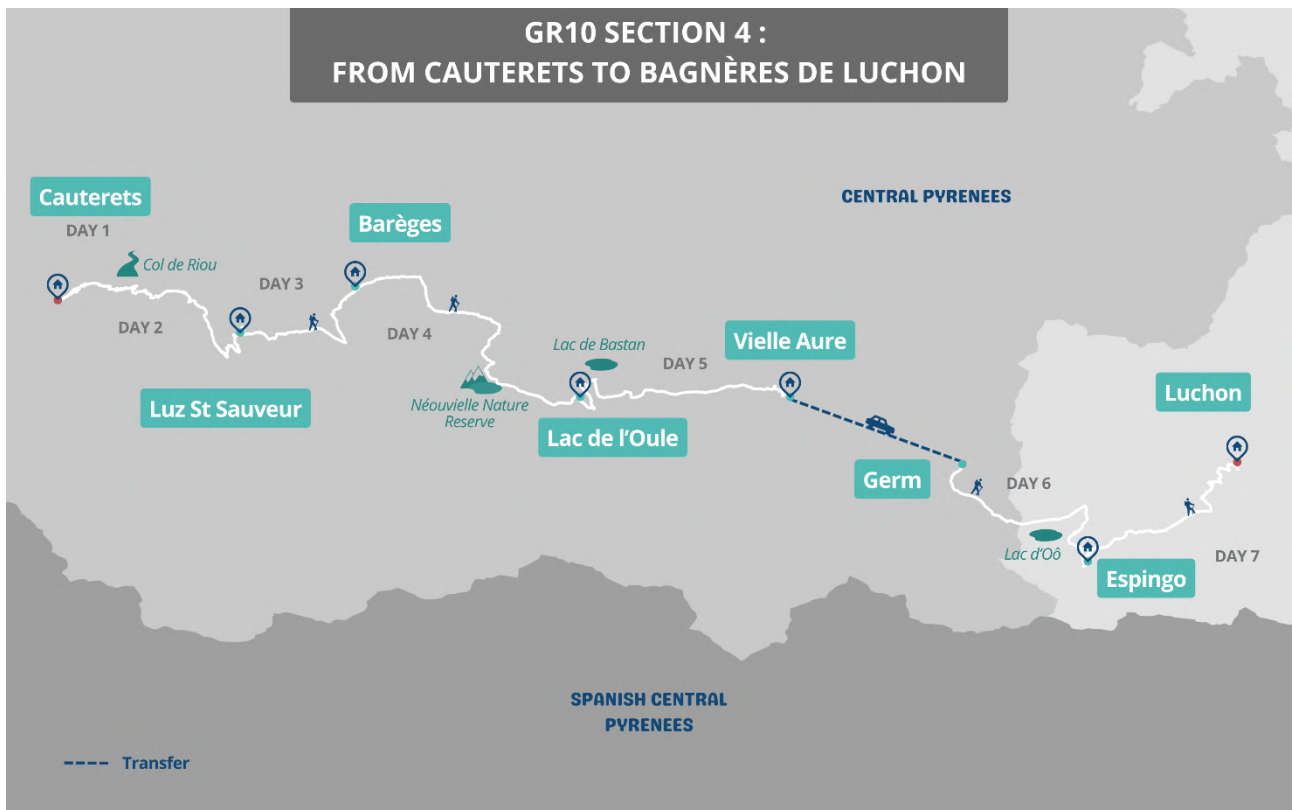 GR10 SECTION 4 :
FROM CAUTERETS TO BAGNÈRES DE LUCHON
CENTRAL PYRENEES
Cauterets
DAY 1
Col de Riou
DAY 2
Luz St Sauveur
DAY 3
Barèges
DAY 4
Néouvielle Nature
Reserve
Lac de Bastan
Lac de l'Oule
DAY 5
Vielle Aure
Germ
DAY 6
Lac d'Oô
Espingo
Luchon
DAY 7
SPANISH CENTRAL
PYRENEES
Transfer